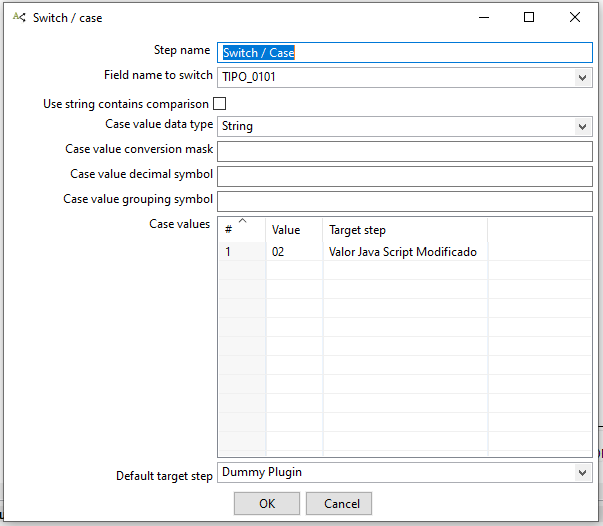 Switch / case
Step name Switch / Case
Field name to switch TIPO_0101
Use string contains comparison
Case value data type String
Case value conversion mask
Case value decimal symbol
Case value grouping symbol
Case values # Value Target step
1 02 Valor Java Script Modificado
Default target step Dummy Plugin
OK Cancel